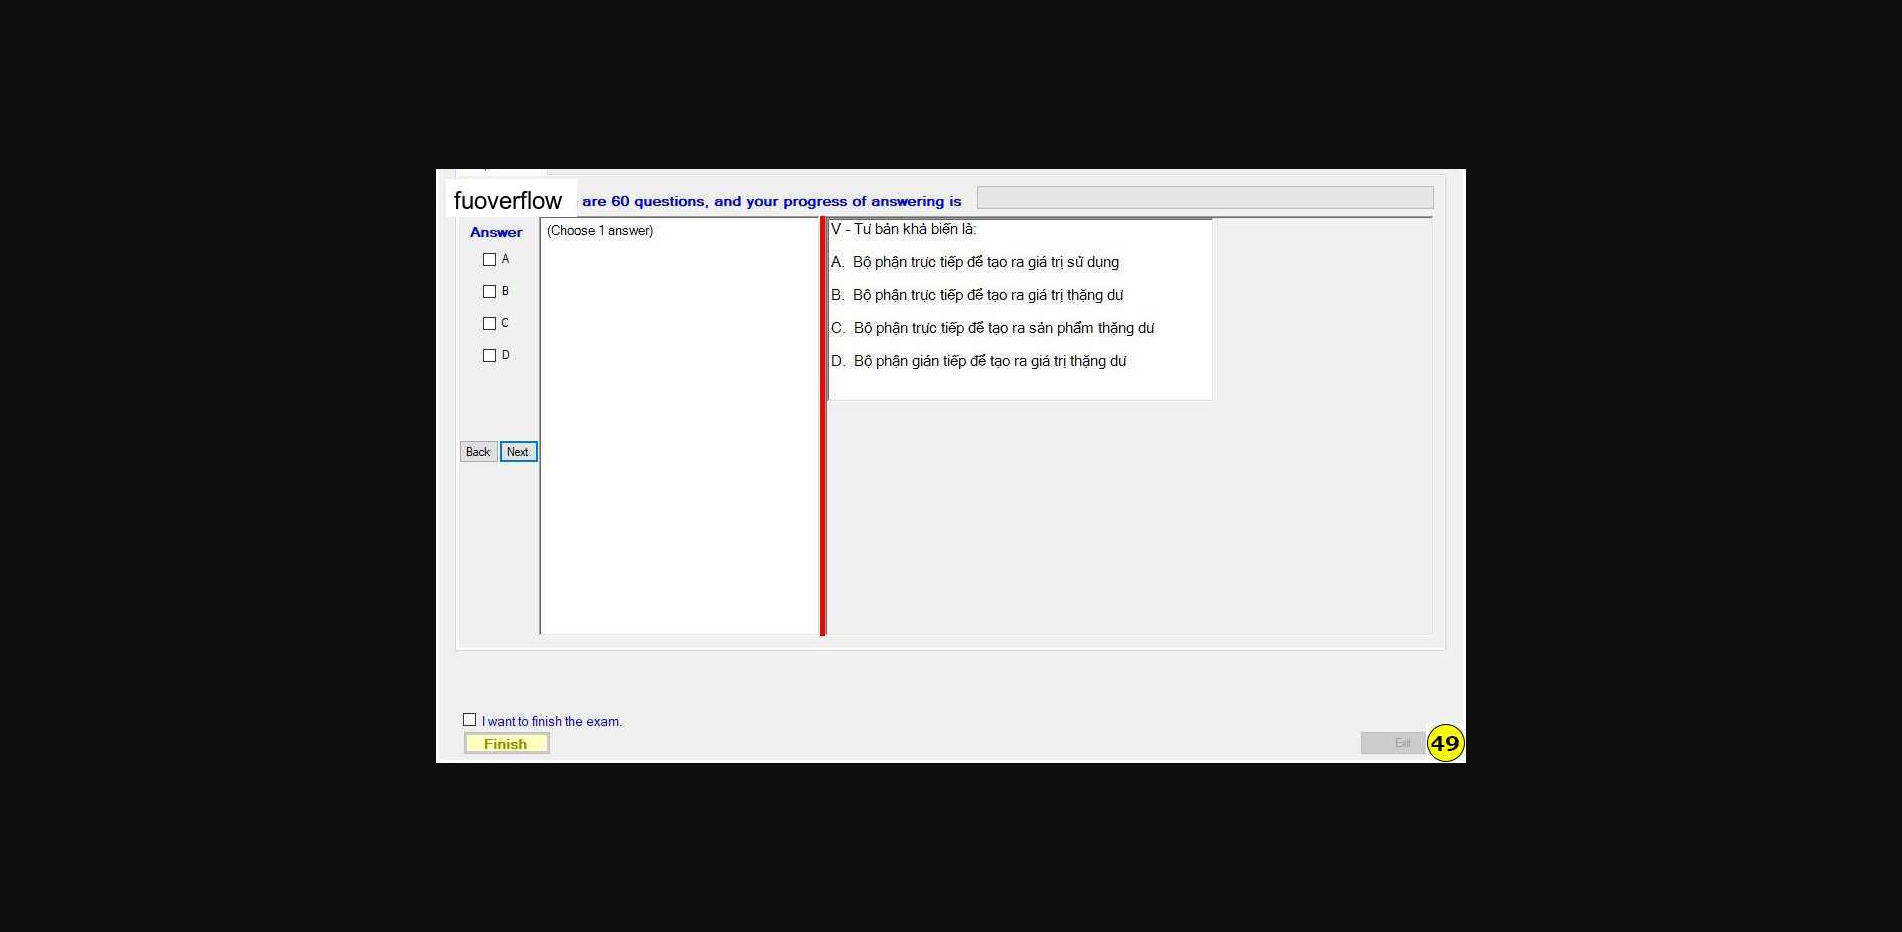 fuoverflow are 60 questions, and your progress of answering is
Answer
(Choose 1 answer)
A
B
C
D
Back Next
V - Tư bản khả biến là:
A. Bộ phận trực tiếp để tạo ra giá trị sử dụng
B. Bộ phận trực tiếp để tạo ra giá trị thặng dư
C. Bộ phận trực tiếp để tạo ra sản phẩm thặng dư
D. Bộ phận gián tiếp để tạo ra giá trị thặng dư
I want to finish the exam.
Finish
Exit
49